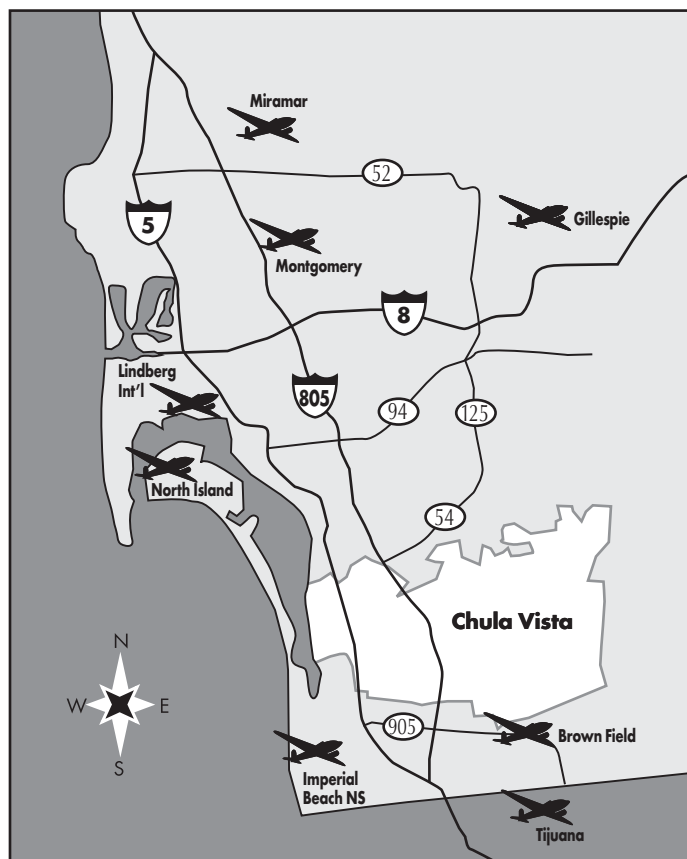 Miramar
52
Gillespie
5
Montgomery
8
Lindberg
Int'l
805
94
125
North Island
54
Chula Vista
N
W
E
S
905
Brown Field
Imperial
Beach NS
Tijuana